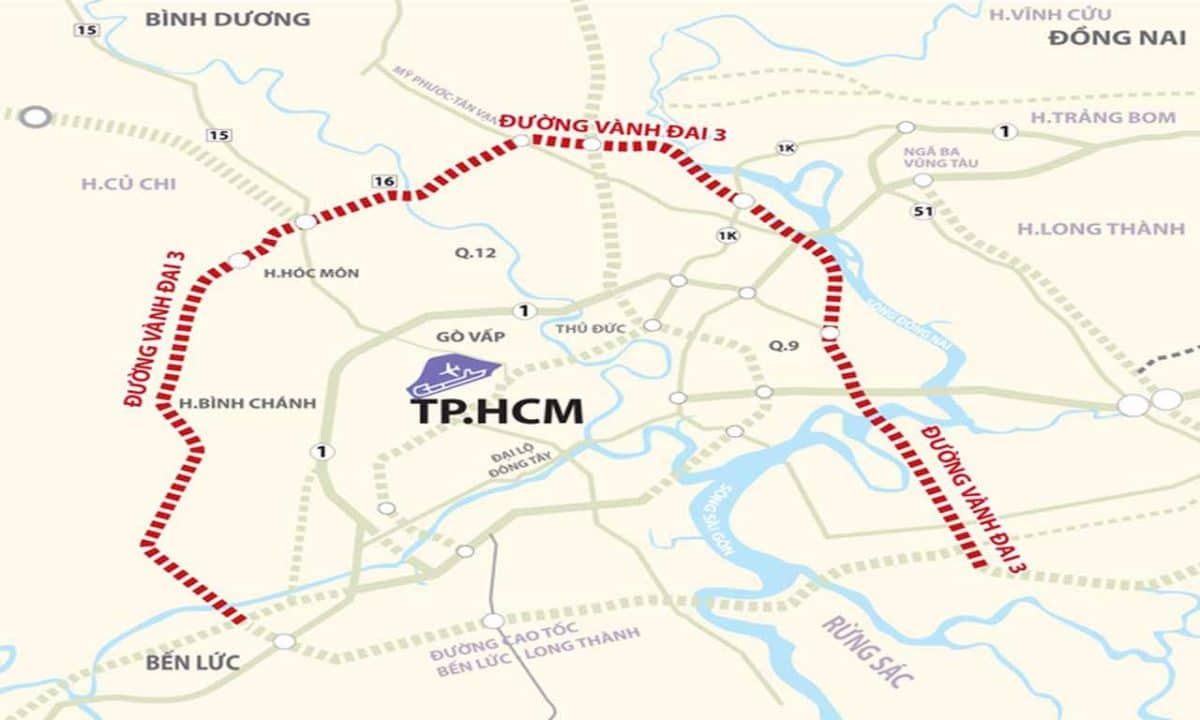 BÌNH DƯƠNG
H.VĨNH CỬU
ĐỒNG NAI
15
MỸ PHƯỚC-TÂN VẠN
ĐƯỜNG VÀNH ĐAI 3
H.TRẢNG BOM
1
15
1K
NGÃ BA
VŨNG TÀU
H.CỦ CHI
16
51
H.LONG THÀNH
1K
Q.12
H.HÓC MÔN
ĐƯỜNG VÀNH ĐAI 3
1
THỦ ĐỨC
SÔNG ĐỒNG NAI
GÒ VẤP
Q.9
H.BÌNH CHÁNH
TP.HCM
1
ĐẠI LỘ
ĐÔNG TÂY
ĐƯỜNG VÀNH ĐAI 3
SÔNG SÀI GÒN
RỪNG SÁC
ĐƯỜNG CAO TỐC
BẾN LỨC LONG THÀNH
BẾN LỨC